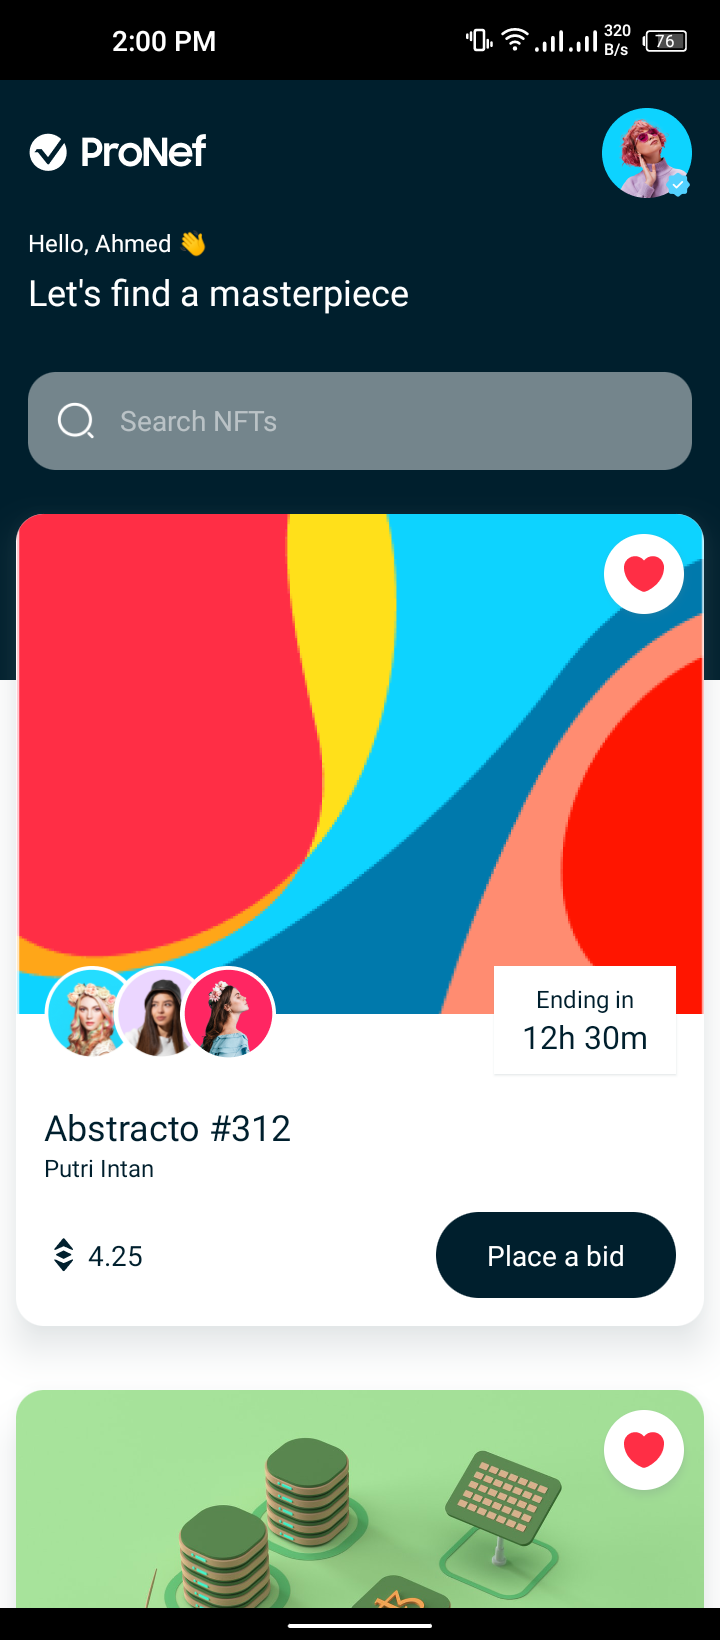 2:00 PM
320
B/s
76
ProNef
Hello, Ahmed 👋
Let's find a masterpiece
Search NFTs
Ending in
12h 30m
Abstracto #312
Putri Intan
4.25
Place a bid